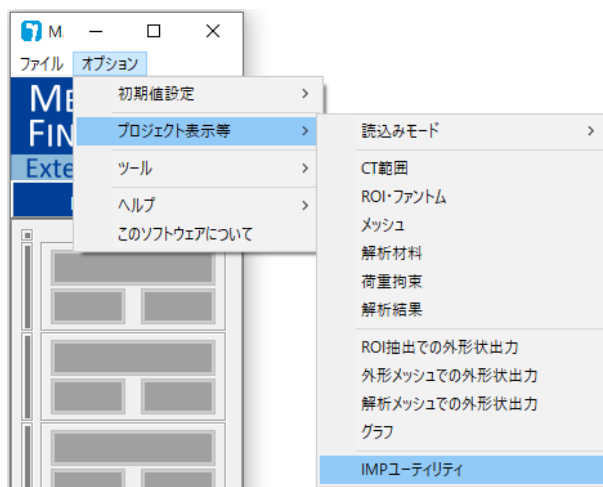 M.
ファイル オプション
ME
FIN
Exte
初期値設定
プロジェクト表示等
ツール
ヘルプ
このソフトウェアについて
読込みモード
CT範囲
ROI・ファントム
メッシュ
解析材料
荷重拘束
解析結果
ROI抽出での外形状出力
外形メッシュでの外形状出力
解析メッシュでの外形状出力
グラフ
IMPユーティリティ